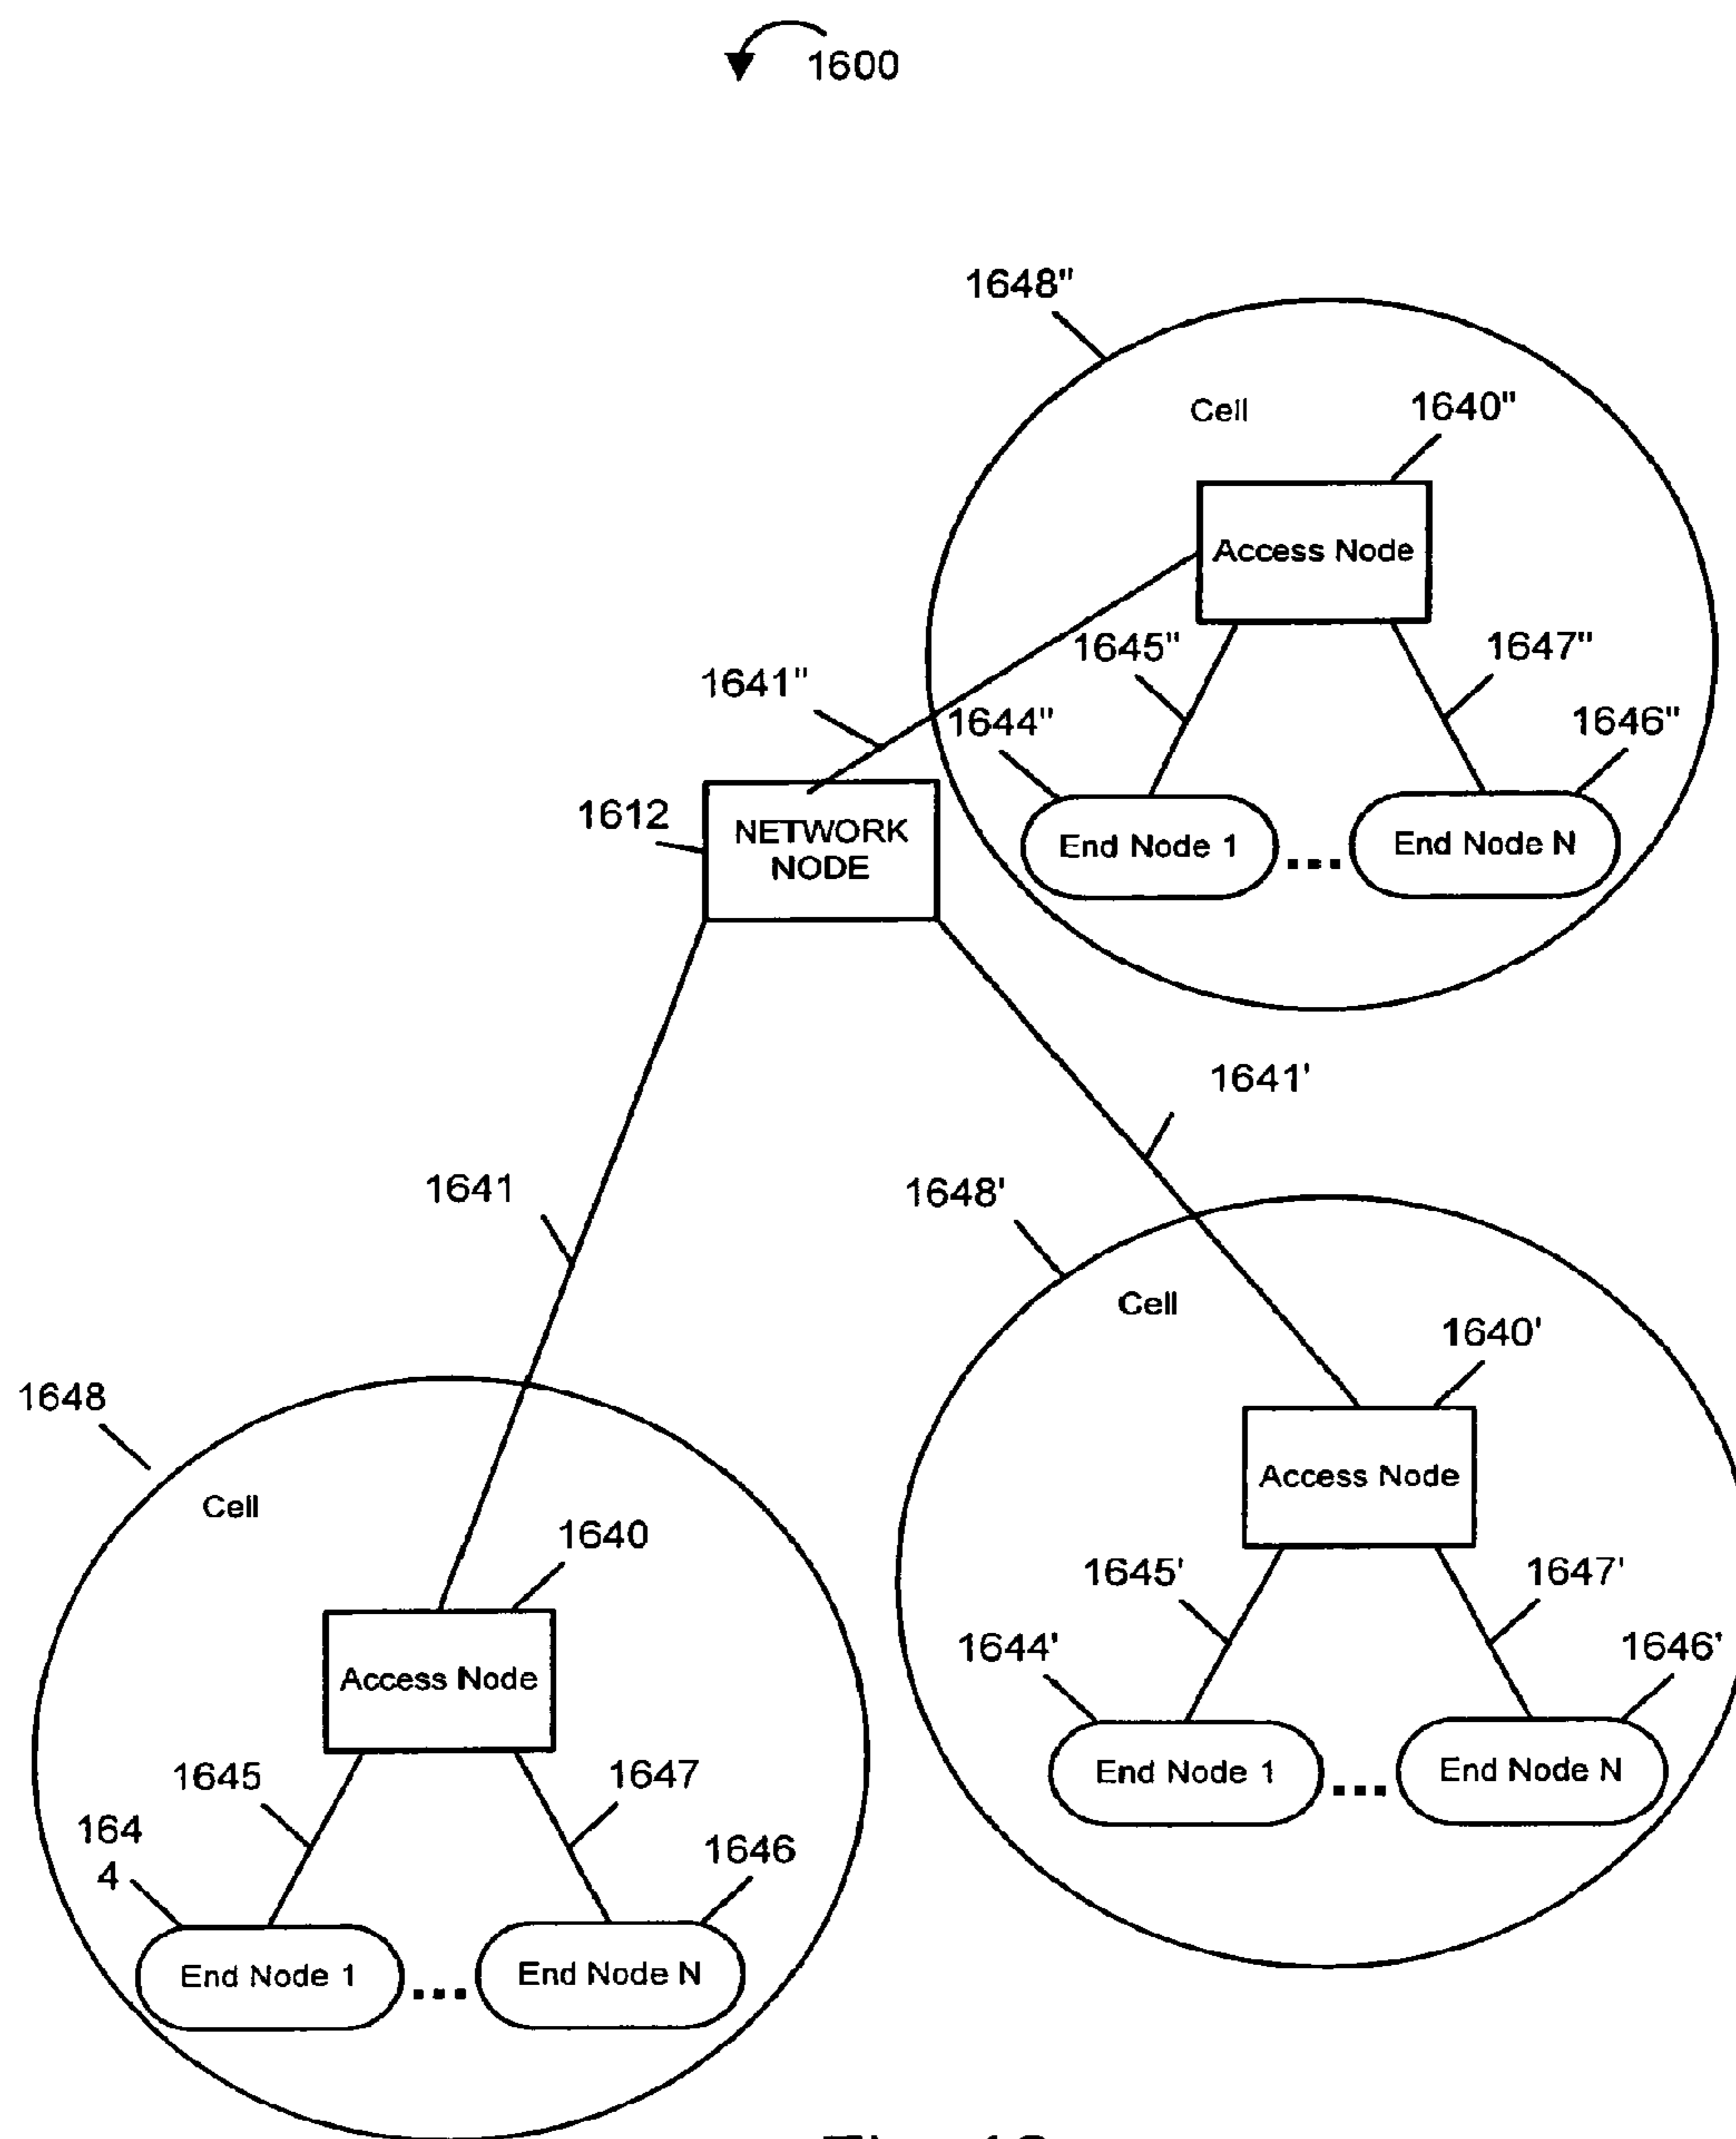 1600
1648"
Cell
1640"
Access Node
1645"
1647"
1641"
1644"
1646"
1612
NETWORK
NODE
End Node 1
...
End Node N
1641'
1641
1648'
Cell
1640'
1648
Access Node
Cell
1640
1645'
1647'
1644'
1646'
Access Node
1645
1647
End Node 1
...
End Node N
164
4
1646
End Node 1
...
End Node N